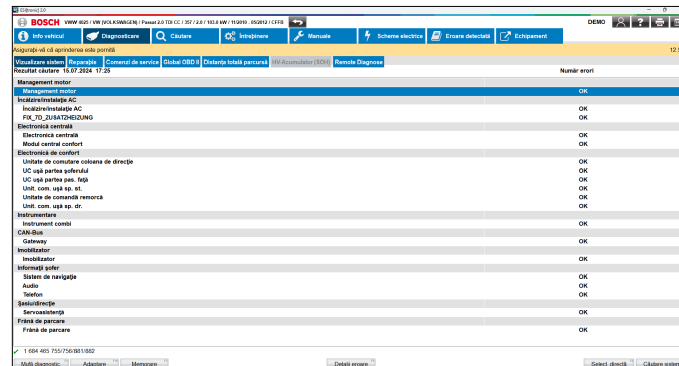 ES[tronic] 2.0
BOSCH VWW 4025 / VW (VOLKSWAGEN) / Passat 2.0 TDI CC / 357 / 2.0 / 103.0 kW / 11/2010 - 05/2012 / CFFB DEMO
Info vehicul Diagnosticare Căutare Întreținere Manuale Scheme electrice Eroare detectată Echipament
Asigurați-vă că aprinderea este pornită 12.5
Vizualizare sistem Reparație Comenzi de service Global OBD II Distanța totală parcursă HV-Acumulator (SOH) Remote Diagnose
Rezultat căutare 15.07.2024 17:25 Număr erori
Management motor
Management motor OK
Încălzire/instalație AC
Încălzire/instalație AC OK
FIX_7D_ZUSATZHEIZUNG OK
Electronică centrală
Electronică centrală OK
Modul central confort OK
Electronică de confort
Unitate de comutare coloana de direcție OK
UC ușă partea șoferului OK
UC ușă partea pas. față OK
Unit. com. ușă sp. st. OK
Unitate de comandă remorcă OK
Unit. com. ușă sp. dr. OK
Instrumentare
Instrument combi OK
CAN-Bus
Gateway OK
Imobilizator
Imobilizator OK
Informații șofer
Sistem de navigație OK
Audio OK
Telefon OK
Șasiu/direcție
Servoasistență OK
Frână de parcare
Frână de parcare OK
1 684 465 755/756/881/882
Mufă diagnostic Adaptare Memorare Detalii eroare Select. directă Căutare sistem